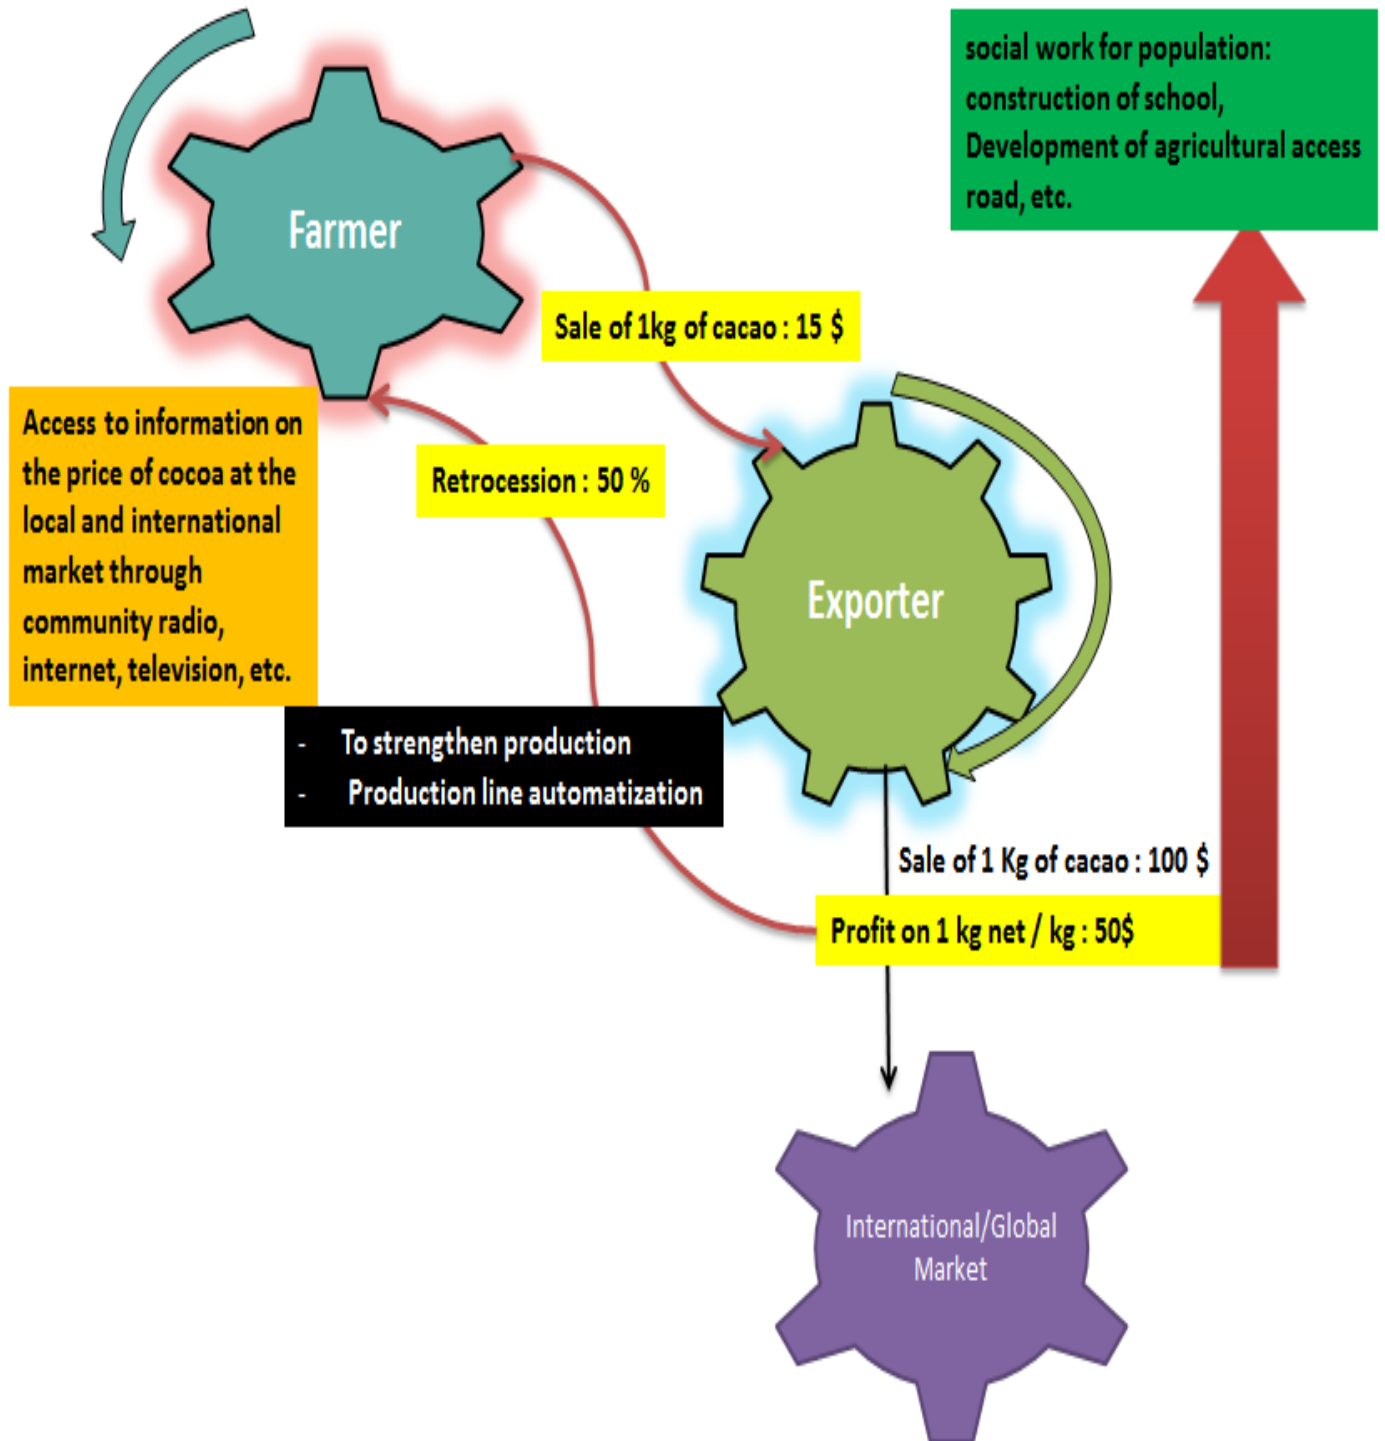 social work for population:
construction of school,
Development of agricultural access
road, etc.
Farmer
Sale of 1kg of cacao : 15 $
Access to information on
the price of cocoa at the
local and international
market through
community radio,
internet, television, etc.
Retrocession : 50 %
Exporter
- To strengthen production
- Production line automatization
Sale of 1 Kg of cacao : 100 $
Profit on 1 kg net / kg : 50$
International/Global
Market